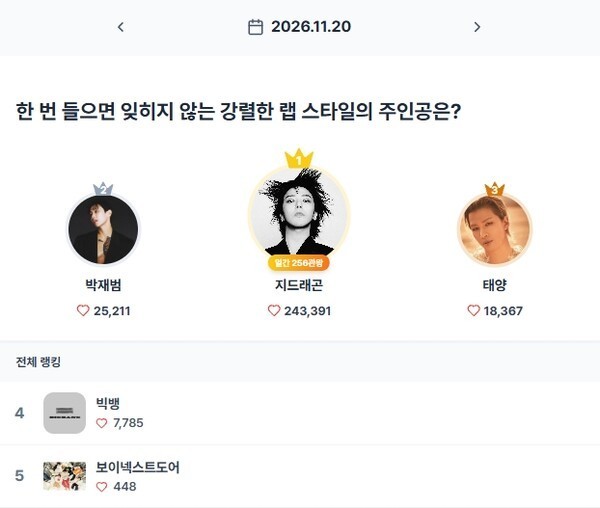 2026.11.20
한 번 들으면 잊히지 않는 강렬한 랩 스타일의 주인공은?
2
1
3
일간 256관왕
박재범
지드래곤
태양
25,211
243,391
18,367
전체 랭킹
4
빅뱅
7,785
5
보이넥스트도어
448